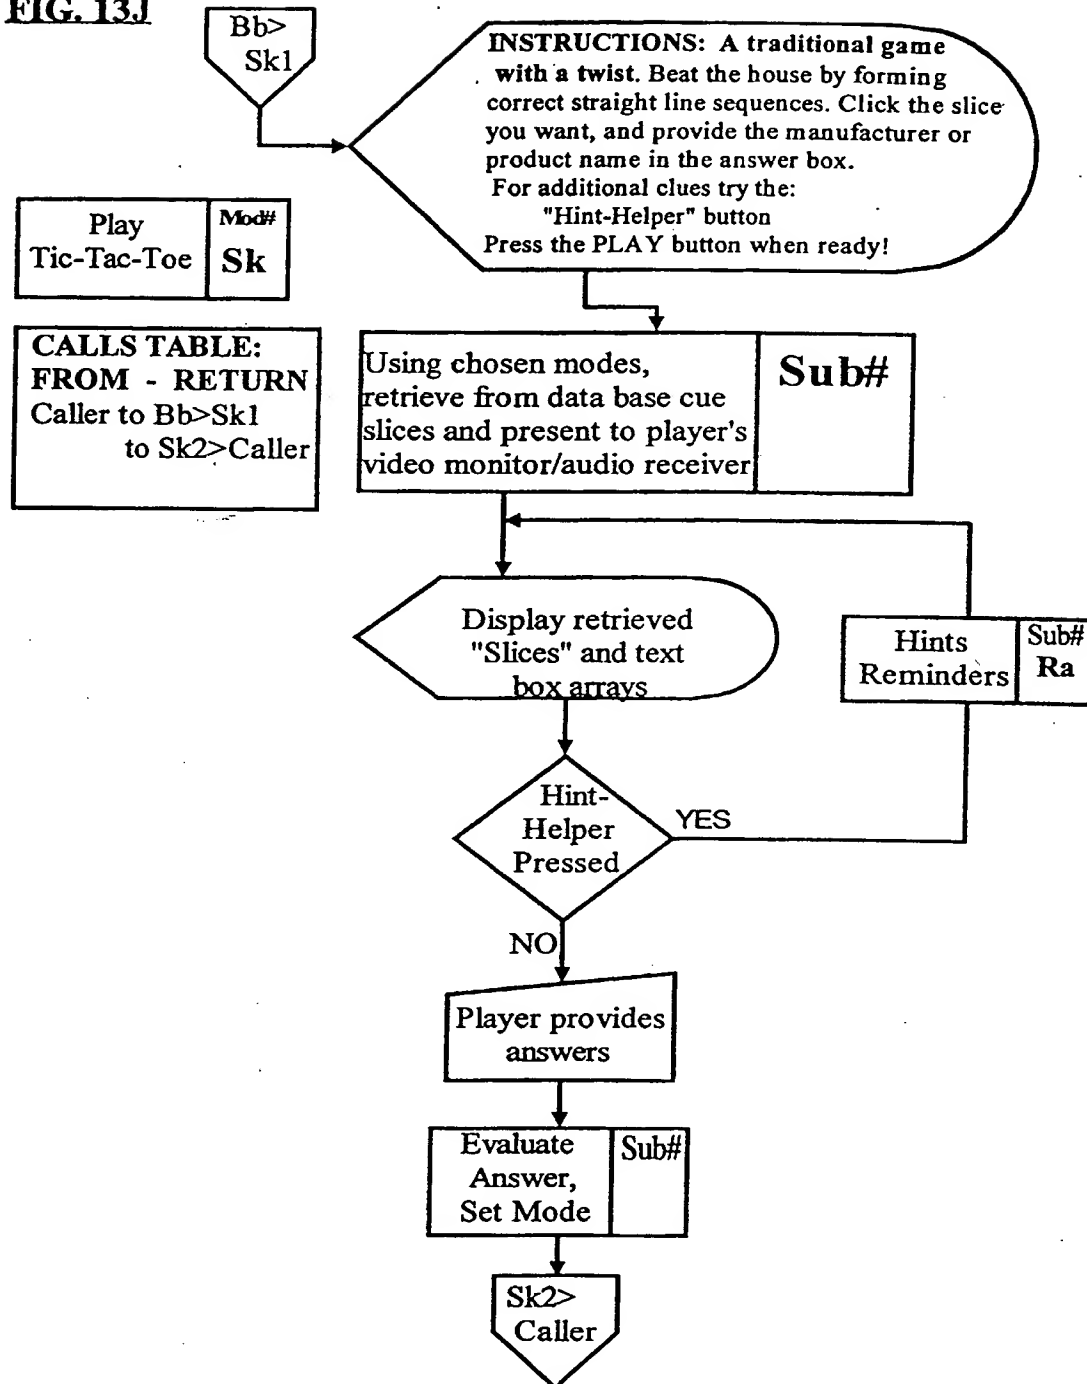 FIG. 13J
Bb>
Sk1
INSTRUCTIONS: A traditional game
with a twist. Beat the house by forming
correct straight line sequences. Click the slice
you want, and provide the manufacturer or
product name in the answer box.
For additional clues try the:
"Hint-Helper" button
Press the PLAY button when ready!
Play
Tic-Tac-Toe
Mod#
Sk
CALLS TABLE:
FROM - RETURN
Caller to Bb>Sk1
to Sk2>Caller
Using chosen modes,
retrieve from data base cue
slices and present to player's
video monitor/audio receiver
Sub#
Display retrieved
"Slices" and text
box arrays
Hints
Reminders
Sub#
Ra
Hint-
Helper
Pressed
YES
NO
Player provides
answers
Evaluate
Answer,
Set Mode
Sub#
Sk2>
Caller